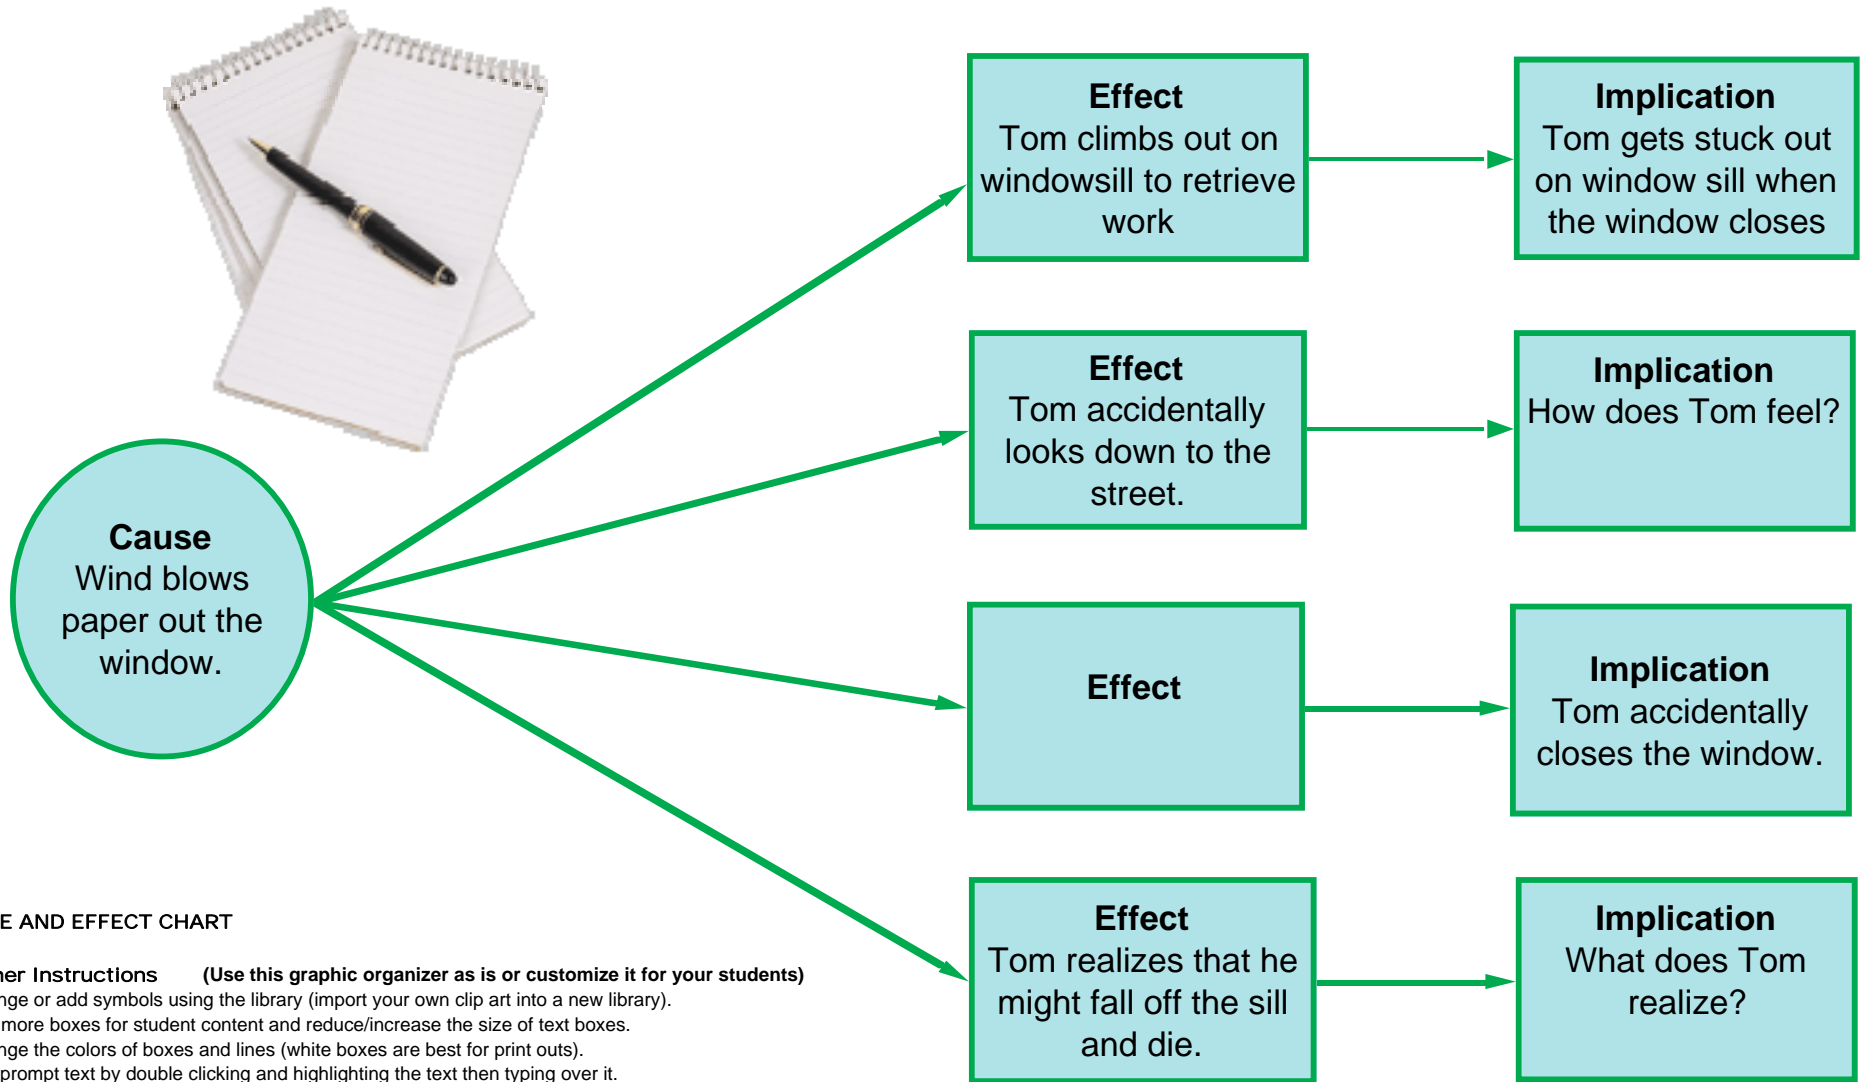 Effect
Tom climbs out on
windowsill to retrieve
work
Implication
Tom gets stuck out
on window sill when
the window closes
Effect
Tom accidentally
looks down to the
street.
Implication
How does Tom feel?
Cause
Wind blows
paper out the
window.
Effect
Implication
Tom accidentally
closes the window.
Effect
Tom realizes that he
might fall off the sill
and die.
Implication
What does Tom
realize?
E AND EFFECT CHART
her Instructions (Use this graphic organizer as is or customize it for your students)
nge or add symbols using the library (import your own clip art into a new library).
more boxes for student content and reduce/increase the size of text boxes.
nge the colors of boxes and lines (white boxes are best for print outs).
prompt text by double clicking and highlighting the text then typing over it.